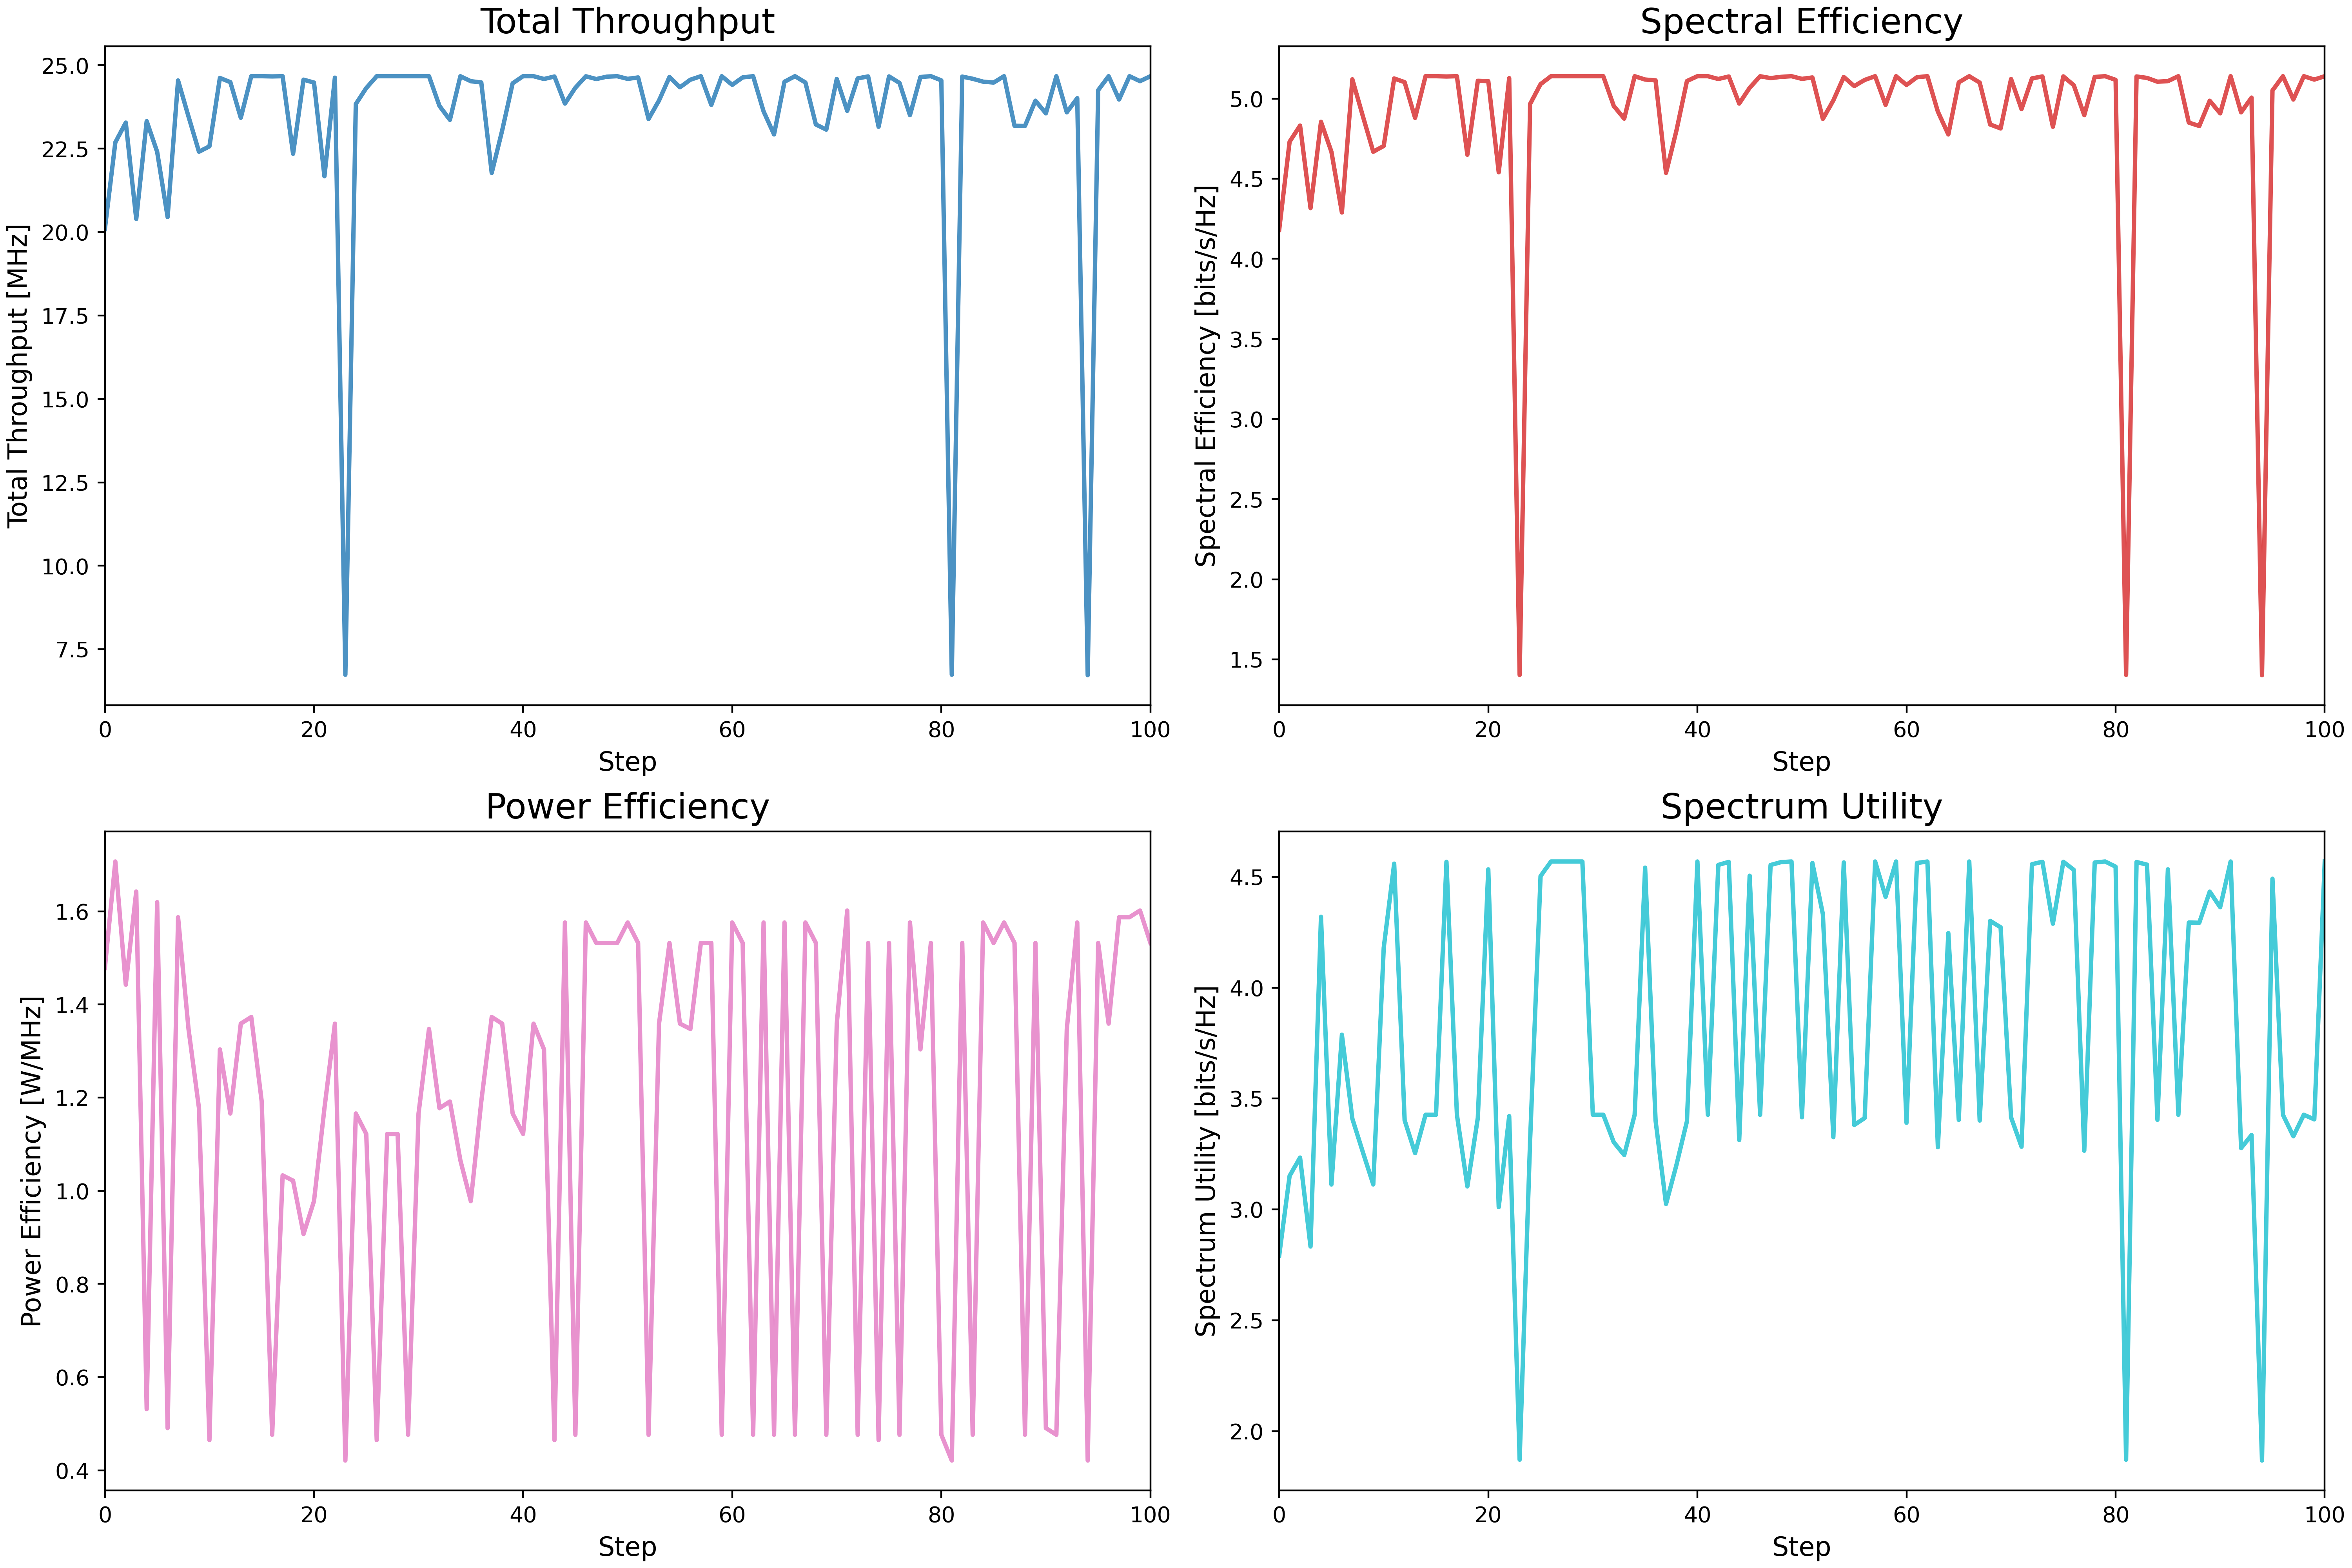 Total Throughput
Total Throughput [MHz]
25.0
22.5
20.0
17.5
15.0
12.5
10.0
7.5
0 20 40 60 80 100
Step
Spectral Efficiency
Spectral Efficiency [bits/s/Hz]
5.0
4.5
4.0
3.5
3.0
2.5
2.0
1.5
0 20 40 60 80 100
Step
Power Efficiency
Power Efficiency [W/MHz]
1.6
1.4
1.2
1.0
0.8
0.6
0.4
0 20 40 60 80 100
Step
Spectrum Utility
Spectrum Utility [bits/s/Hz]
4.5
4.0
3.5
3.0
2.5
2.0
0 20 40 60 80 100
Step